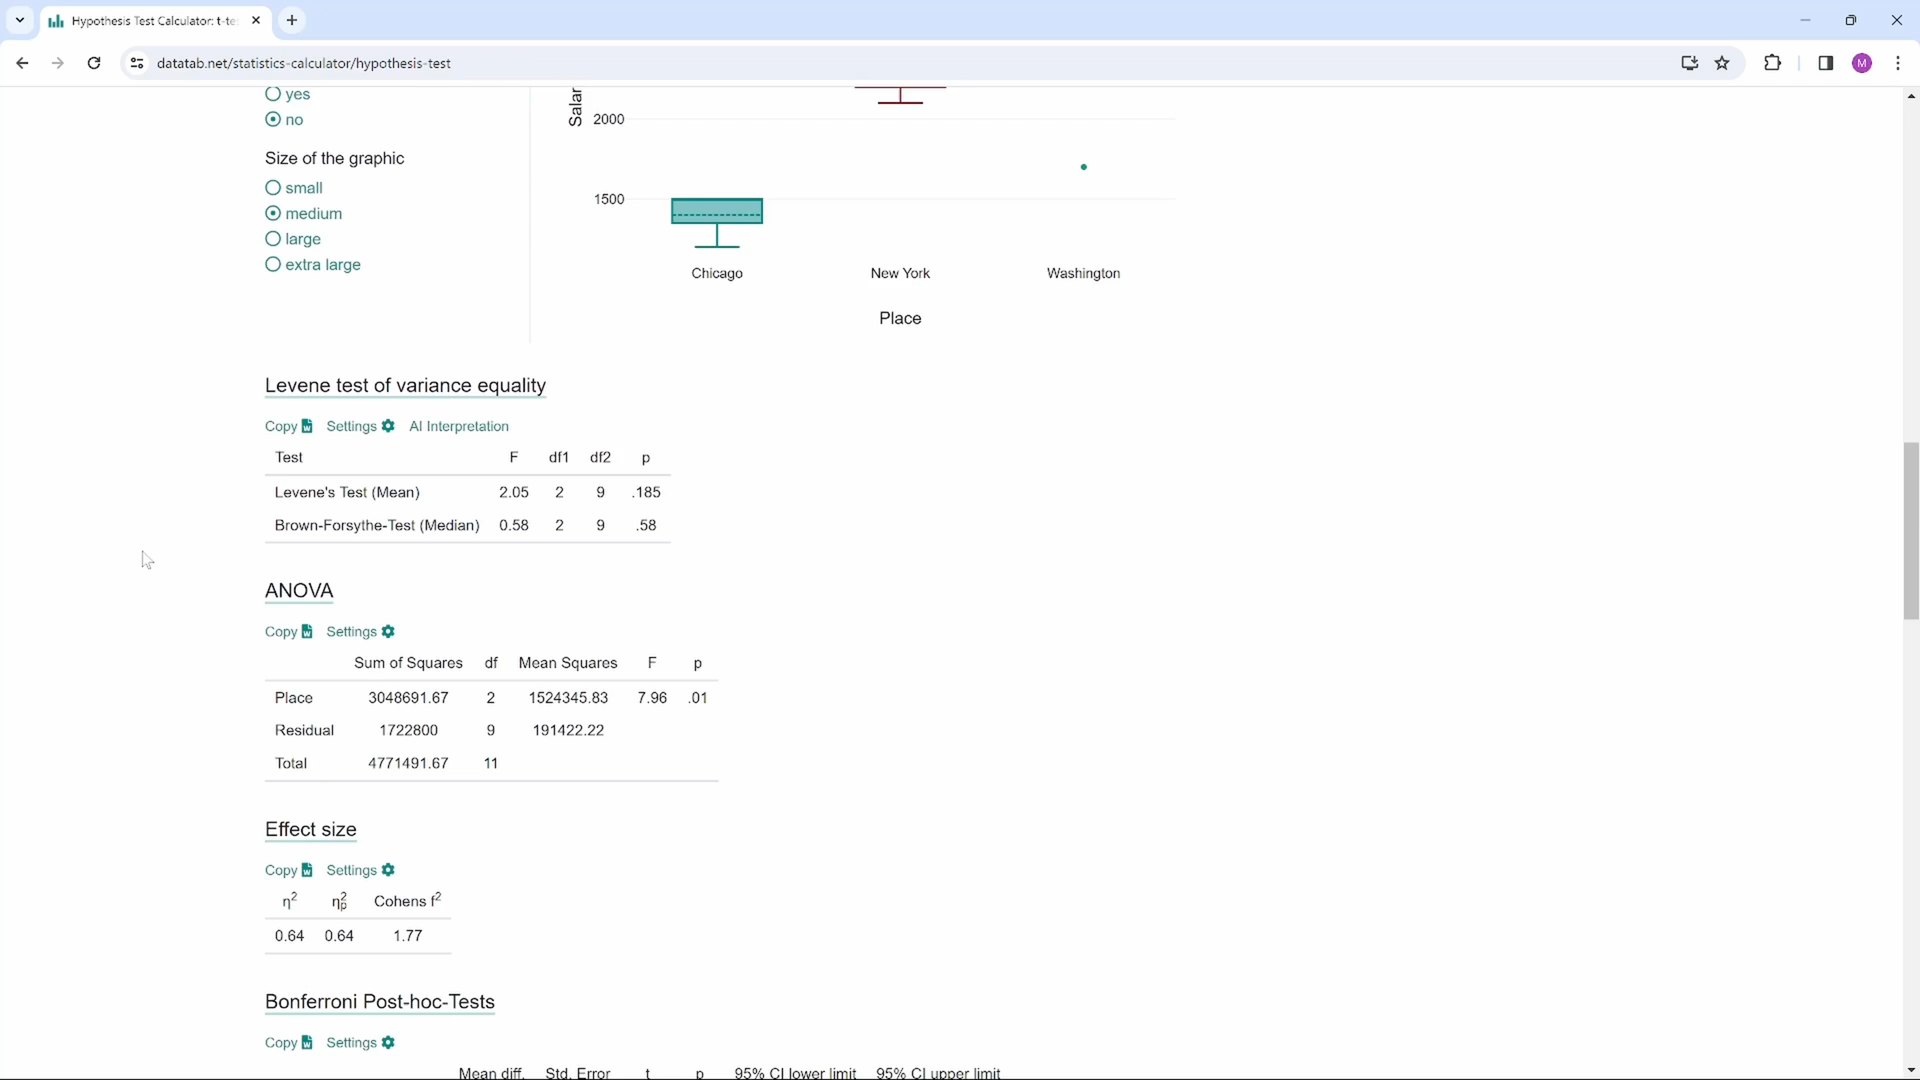 Hypothesis Test Calculator: t-te
datatab.net/statistics-calculator/hypothesis-test
M
yes
no
Size of the graphic
small
medium
large
extra large
Salar
2000
1500
Chicago New York Washington
Place
Levene test of variance equality
Copy Settings AI Interpretation
Test F df1 df2 p
Levene's Test (Mean) 2.05 2 9 .185
Brown-Forsythe-Test (Median) 0.58 2 9 .58
ANOVA
Copy Settings
Sum of Squares df Mean Squares F p
Place 3048691.67 2 1524345.83 7.96 .01
Residual 1722800 9 191422.22
Total 4771491.67 11
Effect size
Copy Settings
η² ηp² Cohens f²
0.64 0.64 1.77
Bonferroni Post-hoc-Tests
Copy Settings
Mean diff. Std. Error t p 95% CI lower limit 95% CI upper limit